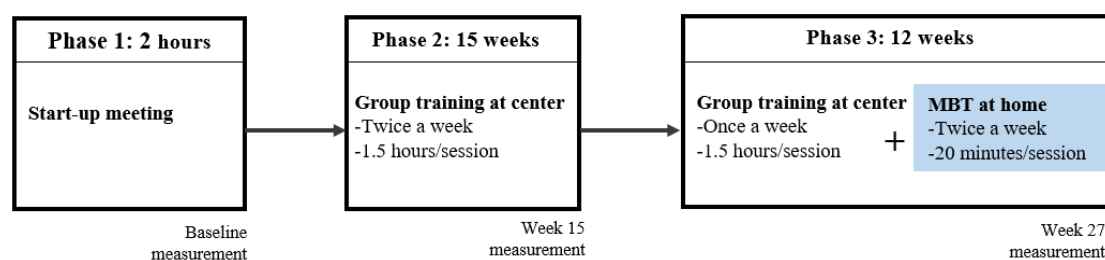 Phase 1: 2 hours
Start-up meeting
Baseline
measurement
Phase 2: 15 weeks
Group training at center
-Twice a week
-1.5 hours/session
Week 15
measurement
Phase 3: 12 weeks
Group training at center
-Once a week
-1.5 hours/session
+
MBT at home
-Twice a week
-20 minutes/session
Week 27
measurement